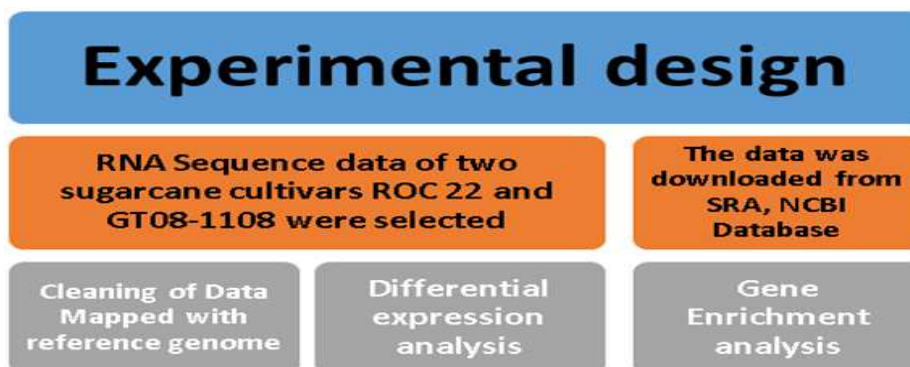 Experimental design
RNA Sequence data of two
sugarcane cultivars ROC 22 and
GT08-1108 were selected
The data was
downloaded from
SRA, NCBI
Database
Cleaning of Data
Mapped with
reference genome
Differential
expression
analysis
Gene
Enrichment
analysis